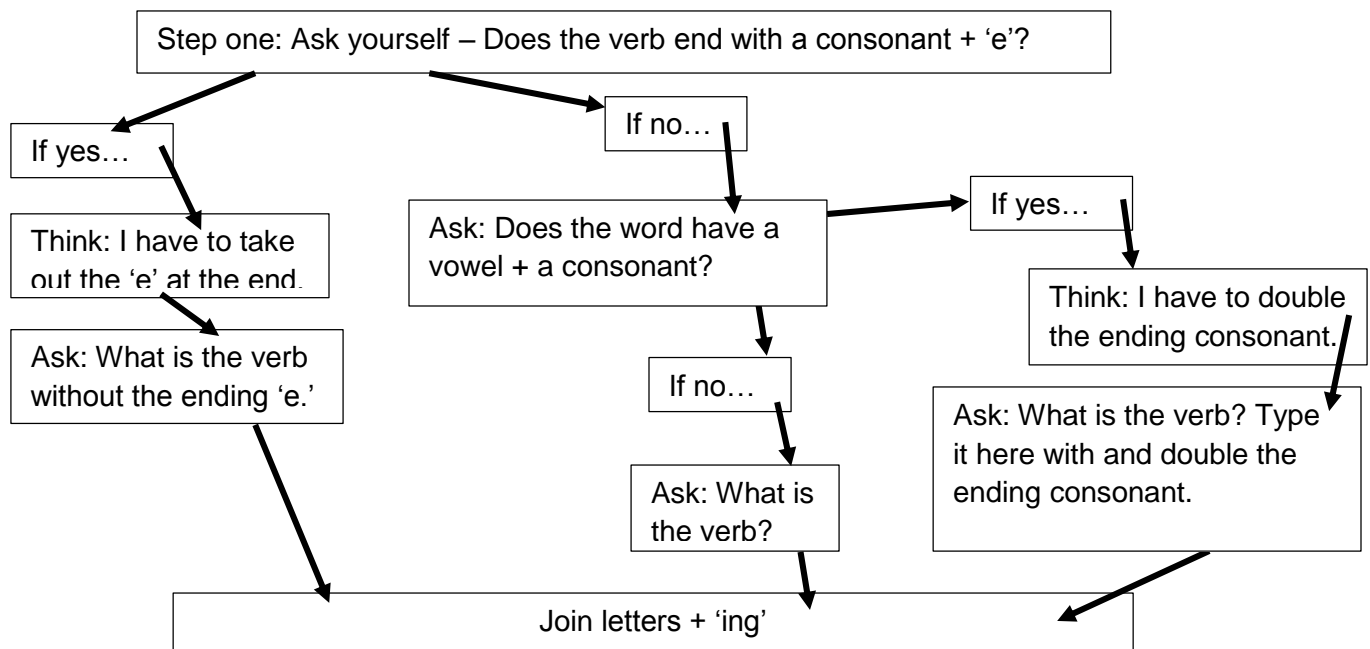 Step one: Ask yourself – Does the verb end with a consonant + ‘e’?
If yes…
If no…
Think: I have to take
out the ‘e’ at the end.
Ask: Does the word have a
vowel + a consonant?
If yes…
Think: I have to double
the ending consonant.
Ask: What is the verb
without the ending ‘e.’
If no…
Ask: What is the verb? Type
it here with and double the
ending consonant.
Ask: What is
the verb?
Join letters + ‘ing’